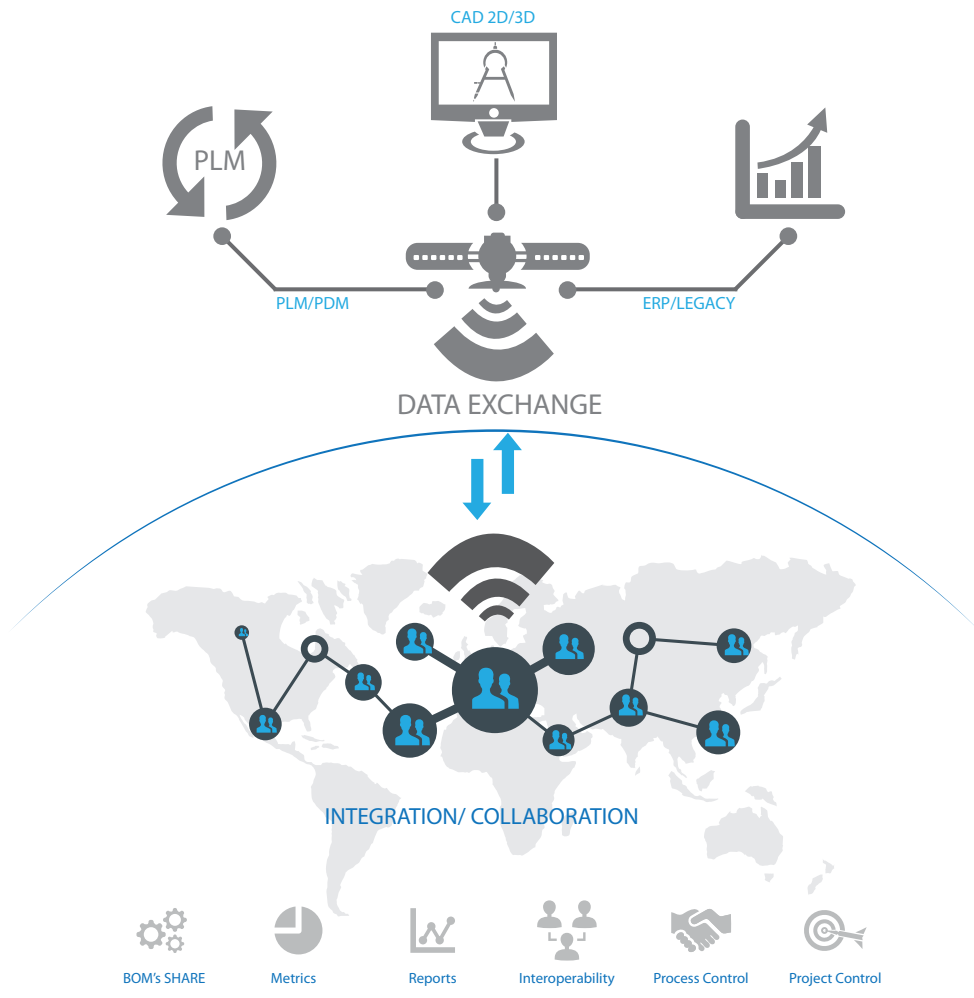 CAD 2D/3D
PLM
PLM/PDM
ERP/LEGACY
DATA EXCHANGE
INTEGRATION/ COLLABORATION
BOM's SHARE
Metrics
Reports
Interoperability
Process Control
Project Control